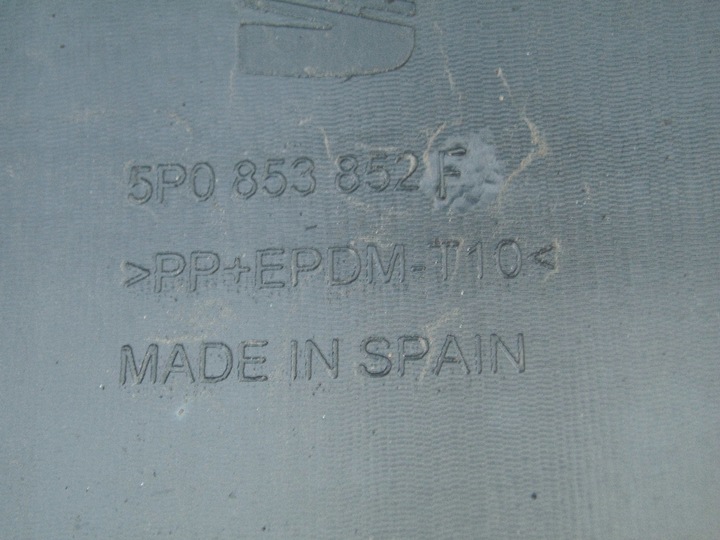 5P0 853 852 F
>PP+EPDM-T10<
MADE IN SPAIN